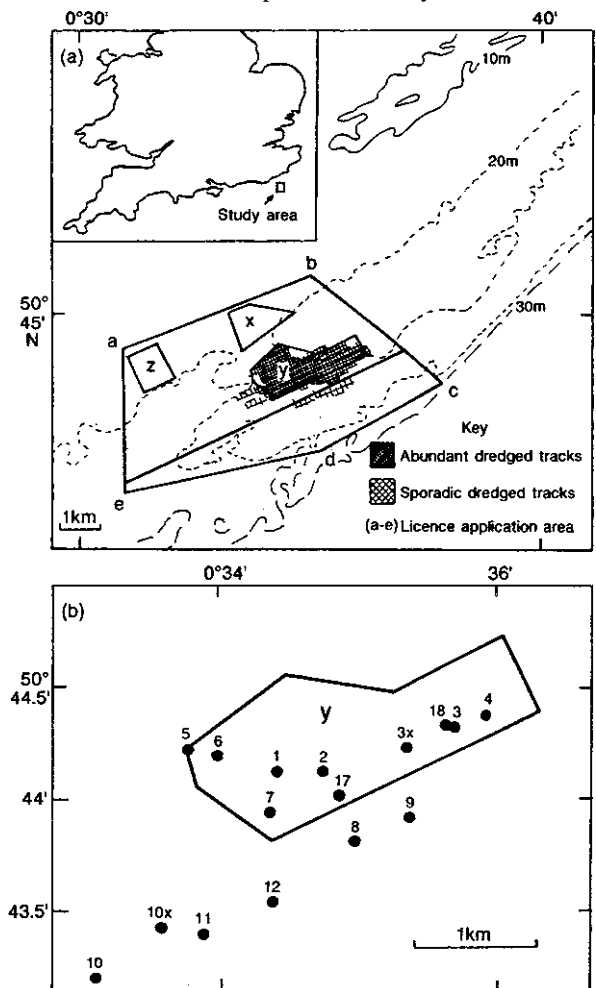 0°30'
40'
(a)
10m
20m
Study area
b
50°
45'
N
30m
x
a
z
y
c
Key
d
Abundant dredged tracks
e
Sporadic dredged tracks
1km
(a-e) Licence application area
0°34'
36'
(b)
50°
44.5'
y
18
3
4
5
6
3x
1
2
17
44'
7
9
8
12
10x
11
43.5'
1km
10